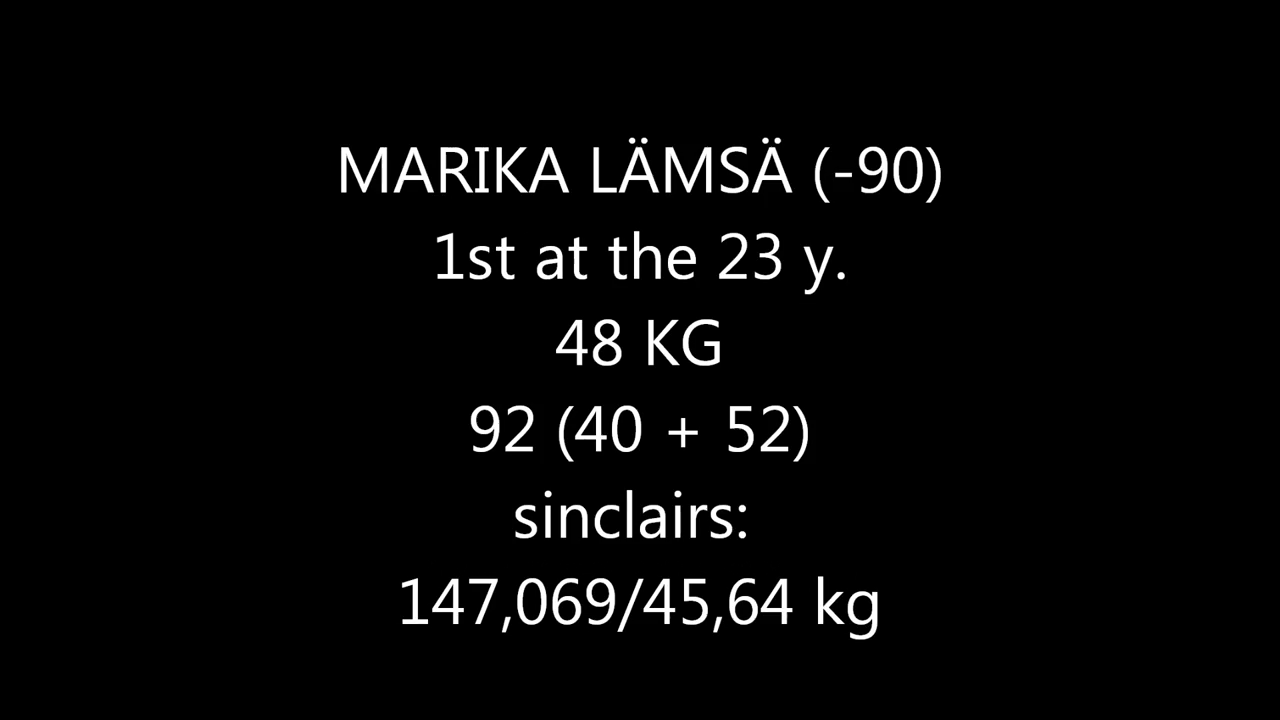 MARIKA LÄMSÄ (-90)
1st at the 23 y.
48 KG
92 (40 + 52)
sinclairs:
147,069/45,64 kg